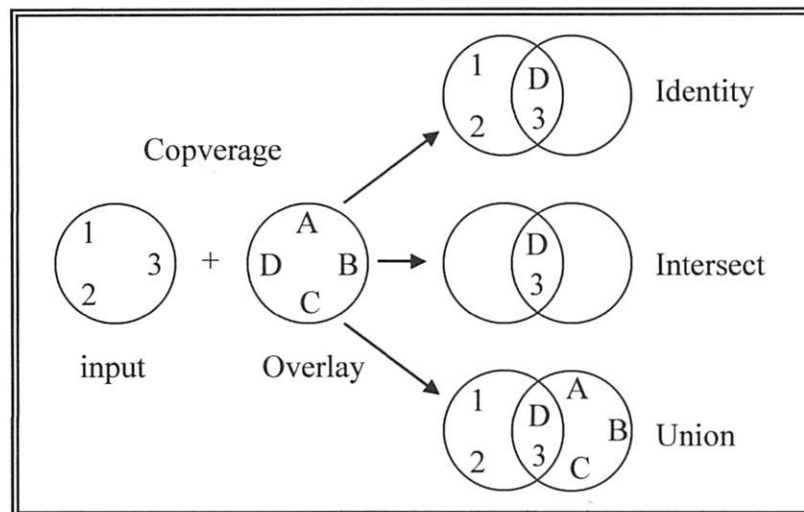 1
D
2
3
Identity
Copverage
1
2
3
+
A
D
B
C
D
3
Intersect
input
Overlay
1
2
D
3
A
B
C
Union